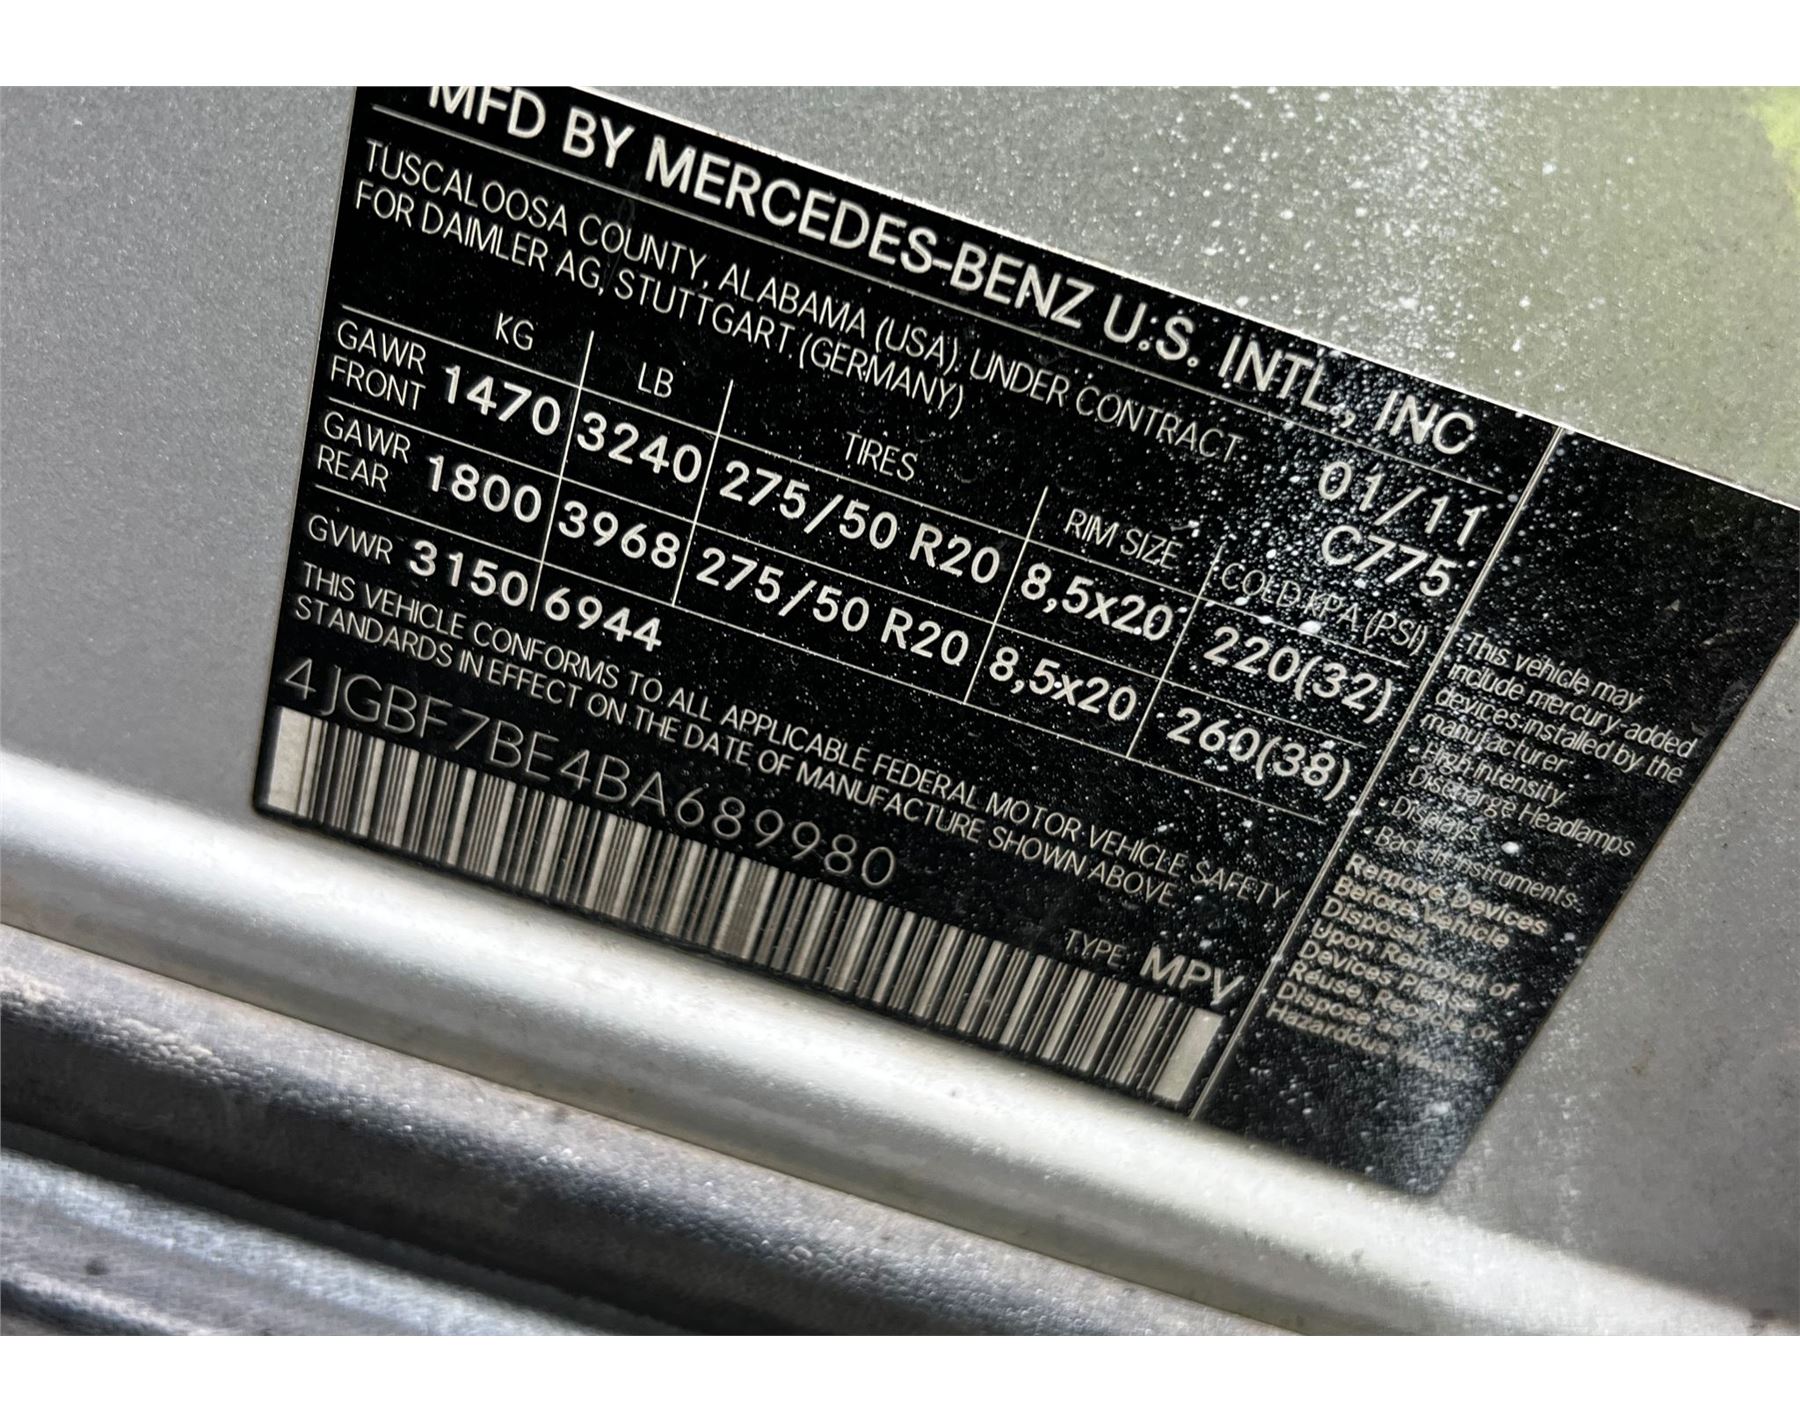 MFD BY MERCEDES-BENZ U.S. INTL., INC
TUSCALOOSA COUNTY, ALABAMA (USA). UNDER CONTRACT
FOR DAIMLER AG, STUTTGART (GERMANY)
01/11
C775
KG LB TIRES RIM SIZE COLD KPA (PSI)
GAWR FRONT 1470 3240 275/50 R20 8,5x20 220(32)
GAWR REAR 1800 3968 275/50 R20 8,5x20 260(38)
GVWR 3150 6944
THIS VEHICLE CONFORMS TO ALL APPLICABLE FEDERAL MOTOR VEHICLE SAFETY
STANDARDS IN EFFECT ON THE DATE OF MANUFACTURE SHOWN ABOVE.
4JGBF7BE4BA689980
TYPE: MPV
This vehicle may
include mercury-added
devices installed by the
manufacturer:
• High Intensity
Discharge Headlamps
• Displays
• Back lit Instruments.
Remove Devices
Before Vehicle
Disposal.
Upon Removal of
Devices Please
Reuse, Recycle or
Dispose as
Hazardous